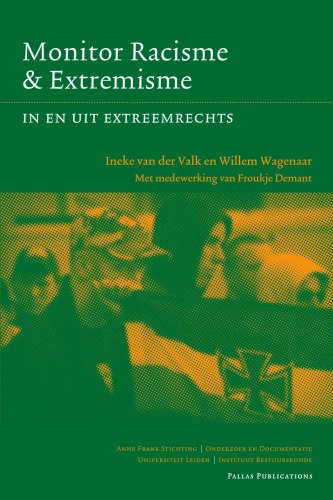 Monitor Racisme
& Extremisme
IN EN UIT EXTREEMRECHTS
Ineke van der Valk en Willem Wagenaar
Met medewerking van Froukje Demant
Anne Frank Stichting | Onderzoek en Documentatie
Universiteit Leiden | Instituut Bestuurskunde
Pallas Publications